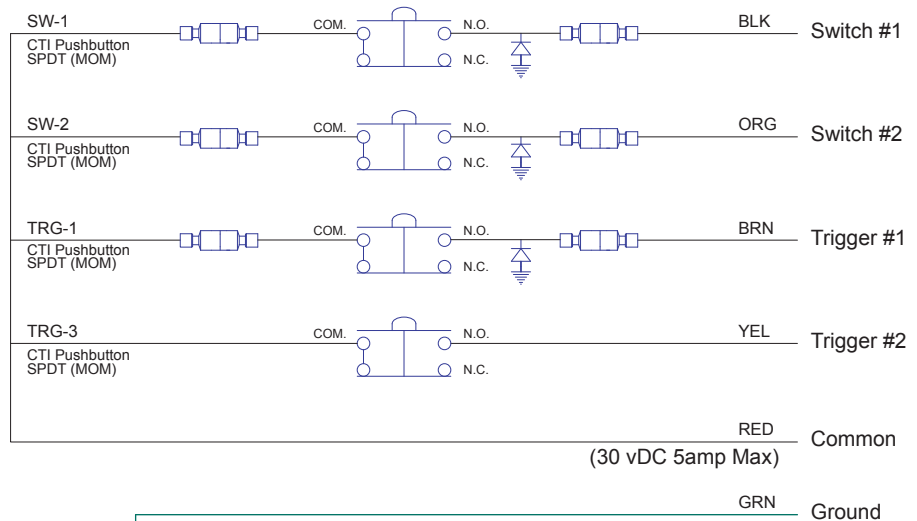 SW-1 COM. N.O. BLK Switch #1
CTI Pushbutton
SPDT (MOM) N.C.
SW-2 COM. N.O. ORG Switch #2
CTI Pushbutton
SPDT (MOM) N.C.
TRG-1 COM. N.O. BRN Trigger #1
CTI Pushbutton
SPDT (MOM) N.C.
TRG-3 COM. N.O. YEL Trigger #2
CTI Pushbutton
SPDT (MOM) N.C.
RED Common
(30 vDC 5amp Max)
GRN Ground